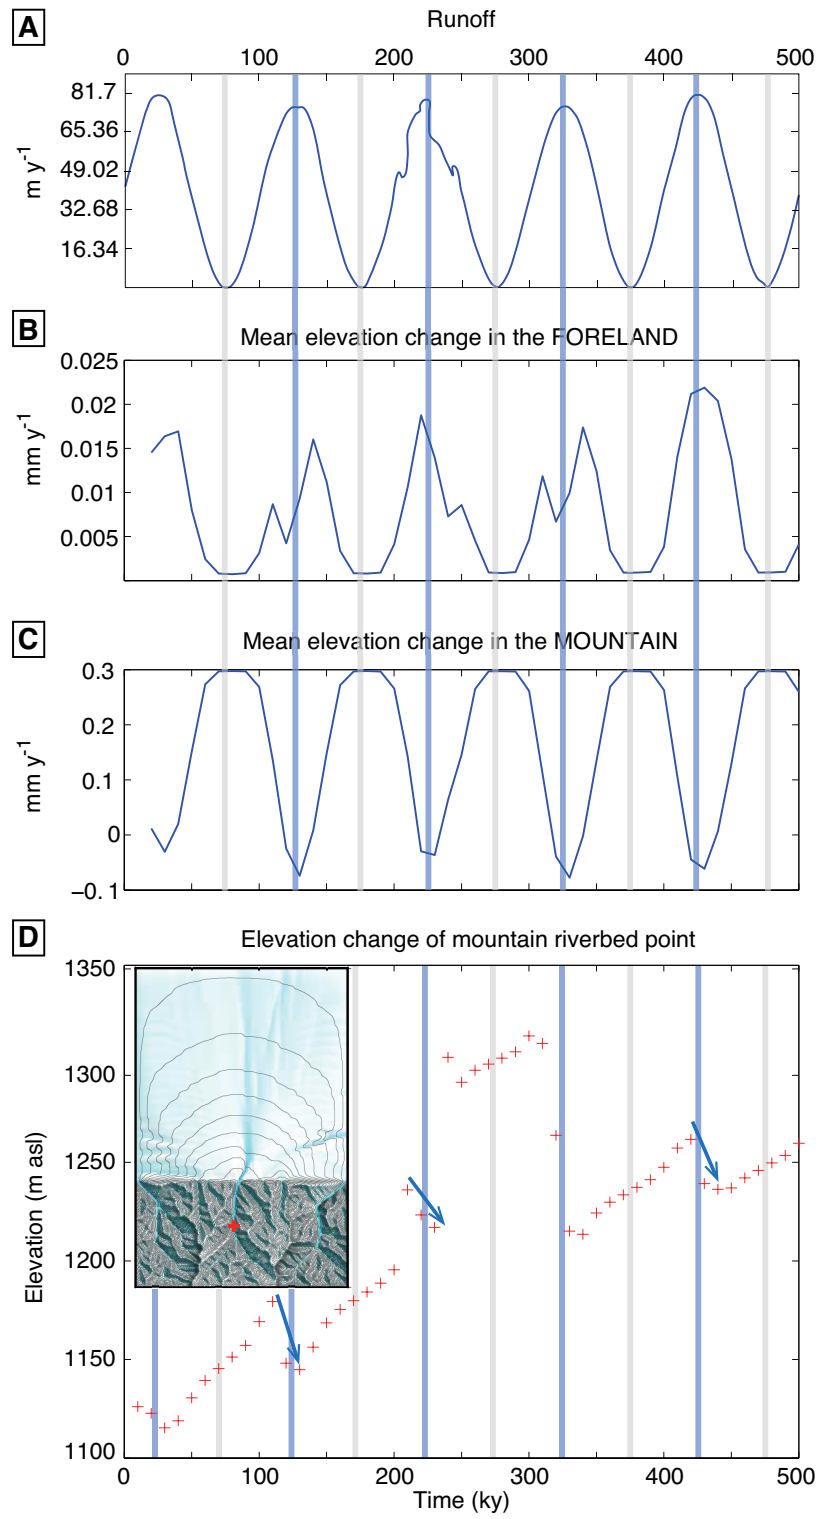 A
Runoff
0 100 200 300 400 500
81.7
65.36
49.02
32.68
16.34
m y-1
B
Mean elevation change in the FORELAND
0.025
0.02
0.015
0.01
0.005
mm y-1
C
Mean elevation change in the MOUNTAIN
0.3
0.2
0.1
0
−0.1
mm y-1
D
Elevation change of mountain riverbed point
1350
1300
1250
1200
1150
1100
Elevation (m asl)
0 100 200 300 400 500
Time (ky)